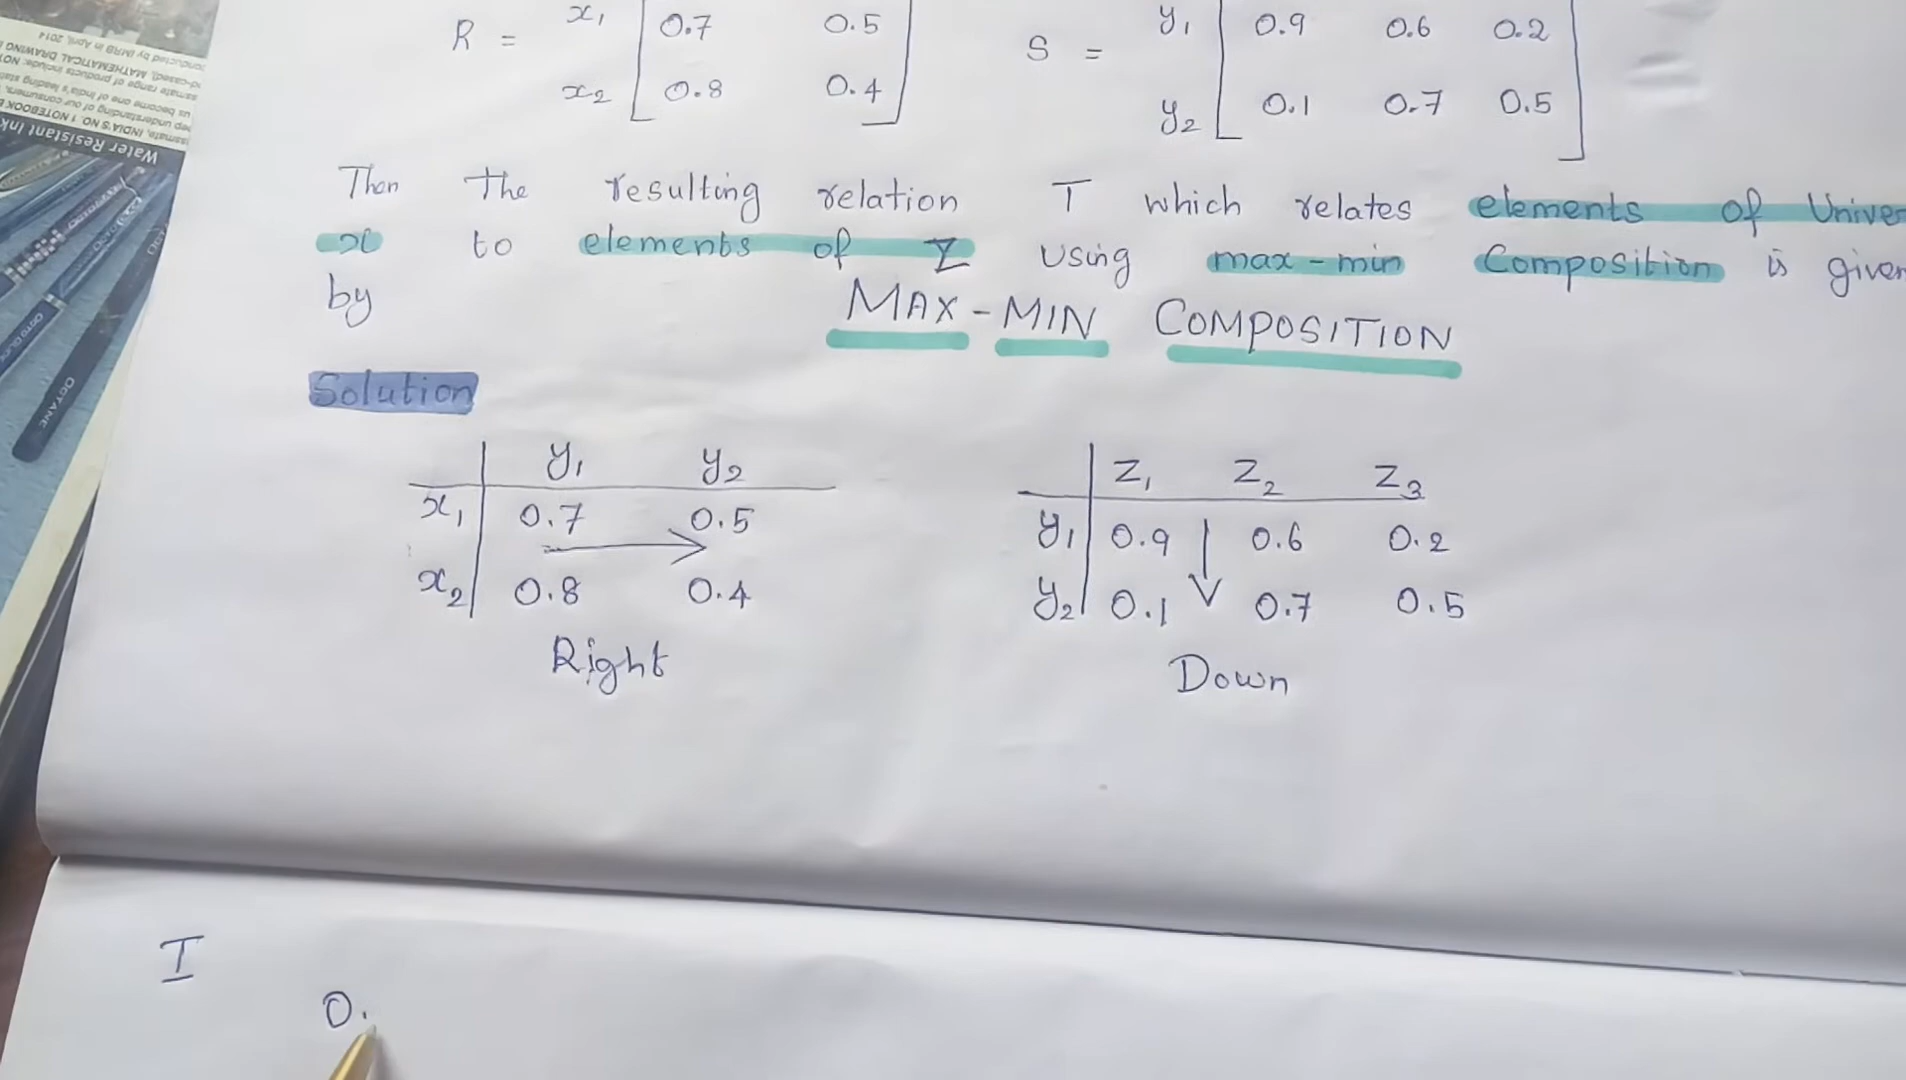 R = x₁ 0.7 0.5
x₂ 0.8 0.4
S = y₁ 0.9 0.6 0.2
y₂ 0.1 0.7 0.5
Then the resulting relation T which relates elements of Univer
x to elements of Z using max-min Composition is given
by
MAX-MIN COMPOSITION
Solution
y₁ y₂
x₁ 0.7 0.5
x₂ 0.8 0.4
Right
z₁ z₂ z₃
y₁ 0.9 0.6 0.2
y₂ 0.1 0.7 0.5
Down
I
0.
Water Resistant Ink
OCTANE